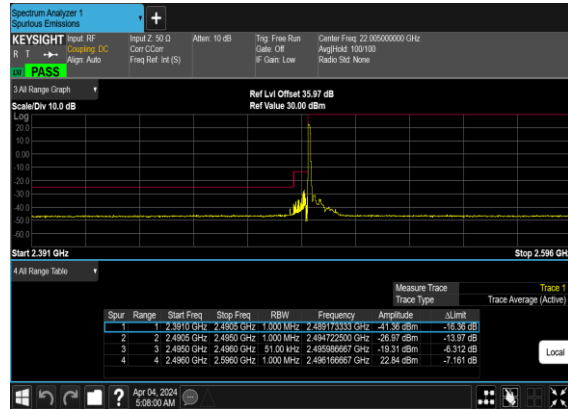 Spectrum Analyzer 1
Spurious Emissions
+
KEYSIGHT Input: RF Input Z: 50 Ω Atten: 10 dB Trig: Free Run Center Freq: 22.005000000 GHz
R T Coupling: DC Corr CCorr Gate: Off Avg|Hold: 100/100
Align: Auto Freq Ref: Int (S) IF Gain: Low Radio Std: None
LW PASS
3 All Range Graph
Ref Lvl Offset 35.97 dB
Scale/Div 10.0 dB Ref Value 30.00 dBm
Log
20.0
10.00
0.00
-10.0
-20.0
-30.0
-40.0
-50.0
-60.0
Start 2.391 GHz Stop 2.596 GHz
4 All Range Table
Measure Trace Trace 1
Trace Type Trace Average (Active)
Spur Range Start Freq Stop Freq RBW Frequency Amplitude ΔLimit
1 1 2.3910 GHz 2.4905 GHz 1.000 MHz 2.489173333 GHz -41.36 dBm -16.36 dB
2 2 2.4905 GHz 2.4950 GHz 1.000 MHz 2.494722500 GHz -26.97 dBm -13.97 dB
3 3 2.4950 GHz 2.4960 GHz 51.00 kHz 2.495986667 GHz -19.31 dBm -6.312 dB
4 4 2.4960 GHz 2.5960 GHz 1.000 MHz 2.496166667 GHz 22.84 dBm -7.161 dB
Local
? Apr 04, 2024
5:08:00 AM